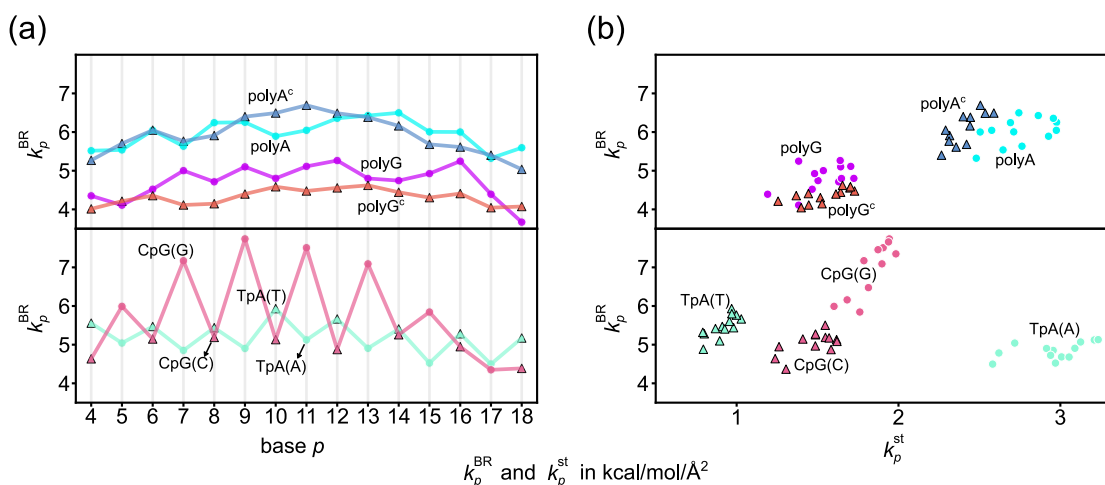 (a)
(b)
7
6
5
4
k_p^BR
polyA^c
polyA
polyG
polyG^c
7
6
5
4
k_p^BR
CpG(G)
TpA(T)
CpG(C)
TpA(A)
4 5 6 7 8 9 10 11 12 13 14 15 16 17 18
base p
7
6
5
4
k_p^BR
polyA^c
polyA
polyG
polyG^c
7
6
5
4
k_p^BR
TpA(T)
CpG(G)
CpG(C)
TpA(A)
1 2 3
k_p^st
k_p^BR and k_p^st in kcal/mol/Å²